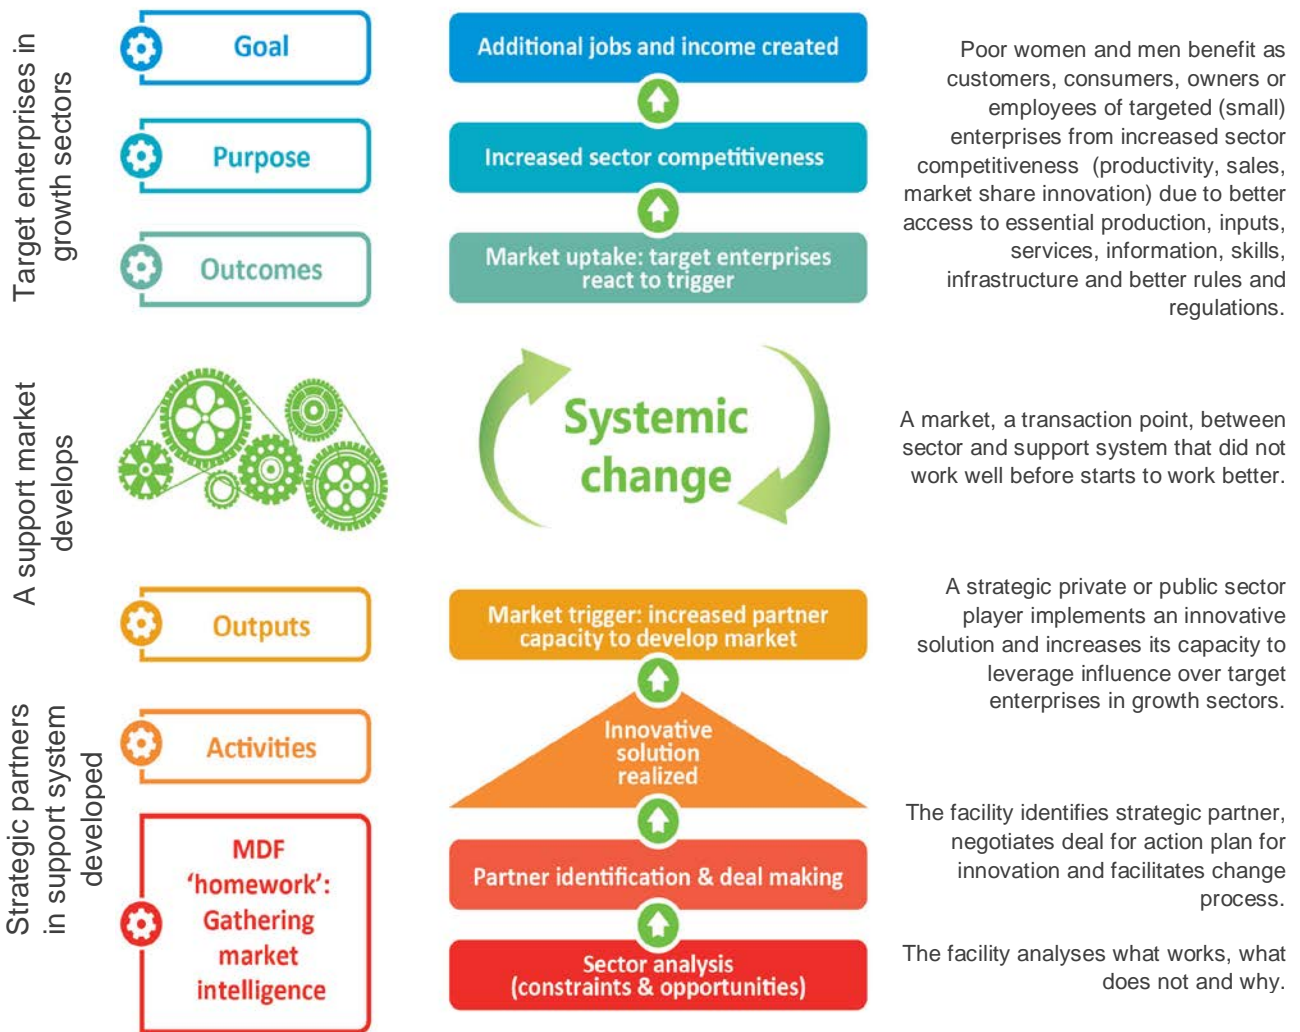 Target enterprises in
growth sectors
Goal
Additional jobs and income created
Purpose
Increased sector competitiveness
Outcomes
Market uptake: target enterprises
react to trigger
Poor women and men benefit as
customers, consumers, owners or
employees of targeted (small)
enterprises from increased sector
competitiveness (productivity, sales,
market share innovation) due to better
access to essential production, inputs,
services, information, skills,
infrastructure and better rules and
regulations.
A support market
develops
Systemic
change
A market, a transaction point, between
sector and support system that did not
work well before starts to work better.
Strategic partners
in support system
developed
Outputs
Market trigger: increased partner
capacity to develop market
A strategic private or public sector
player implements an innovative
solution and increases its capacity to
leverage influence over target
enterprises in growth sectors.
Activities
Innovative
solution
realized
MDF
‘homework’:
Gathering
market
intelligence
Partner identification & deal making
The facility identifies strategic partner,
negotiates deal for action plan for
innovation and facilitates change
process.
Sector analysis
(constraints & opportunities)
The facility analyses what works, what
does not and why.